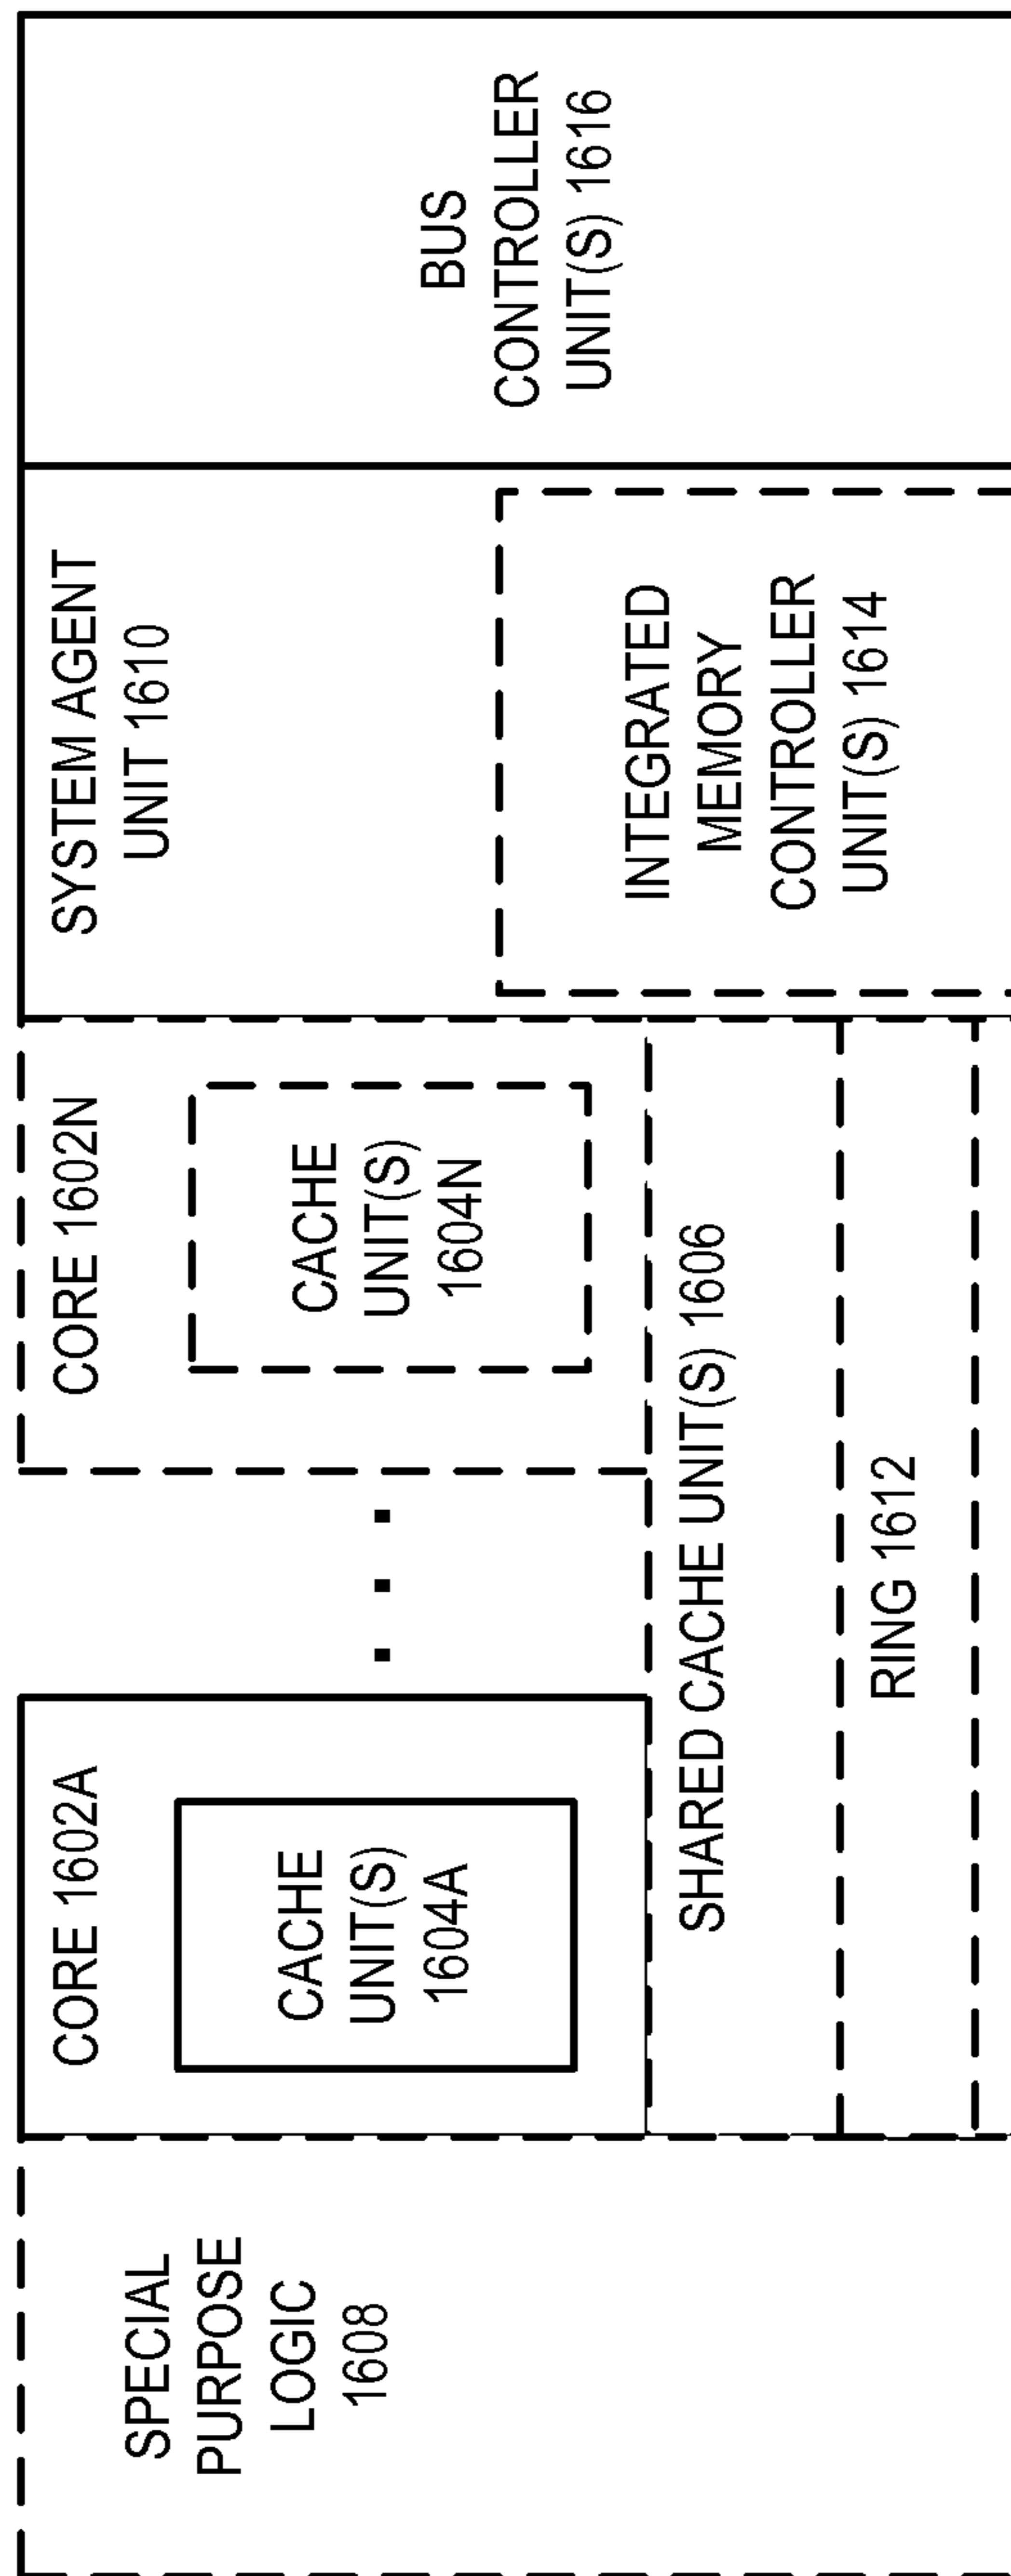 SPECIAL
PURPOSE
LOGIC
1608
CORE 1602A
CACHE
UNIT(S)
1604A
CORE 1602N
CACHE
UNIT(S)
1604N
SHARED CACHE UNIT(S) 1606
RING 1612
SYSTEM AGENT
UNIT 1610
INTEGRATED
MEMORY
CONTROLLER
UNIT(S) 1614
BUS
CONTROLLER
UNIT(S) 1616